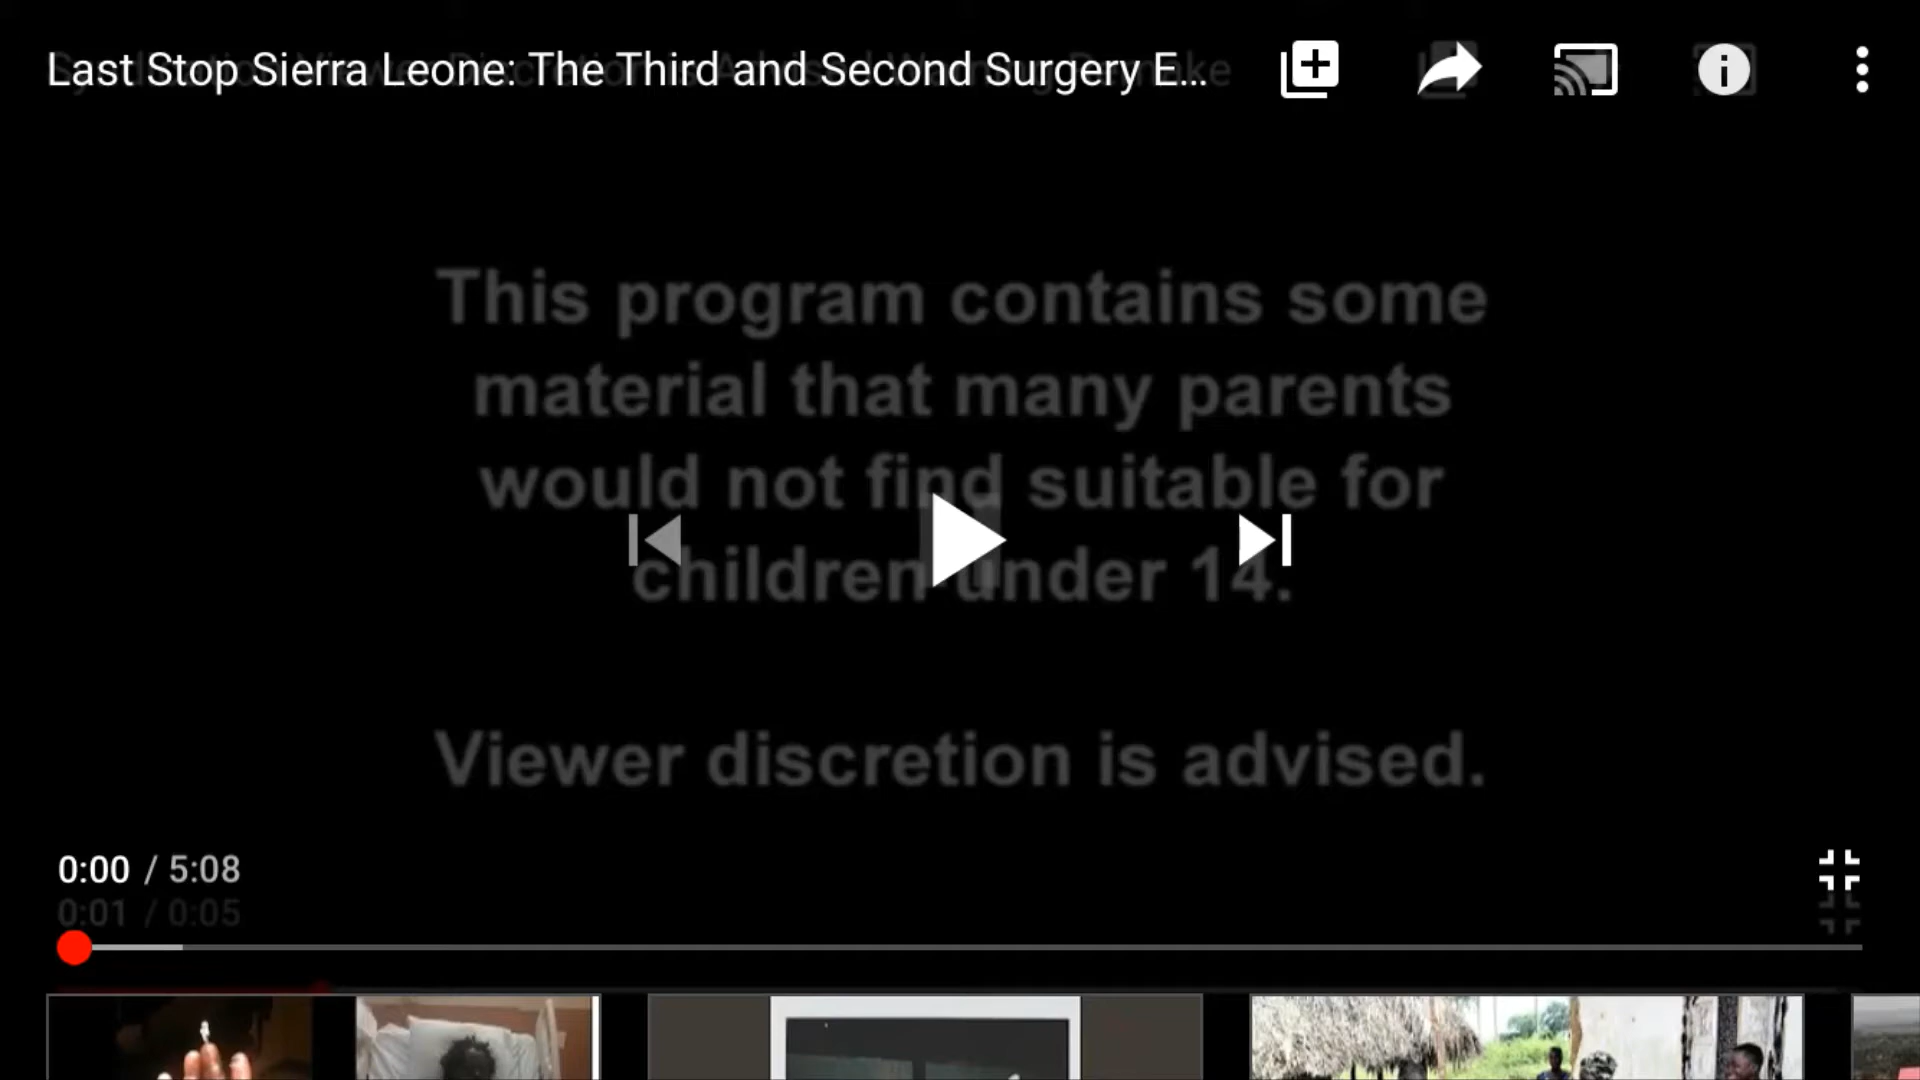 Last Stop Sierra Leone: The Third and Second Surgery E...
This program contains some
material that many parents
would not find suitable for
children under 14.
Viewer discretion is advised.
0:00 / 5:08
0:01 / 0:05